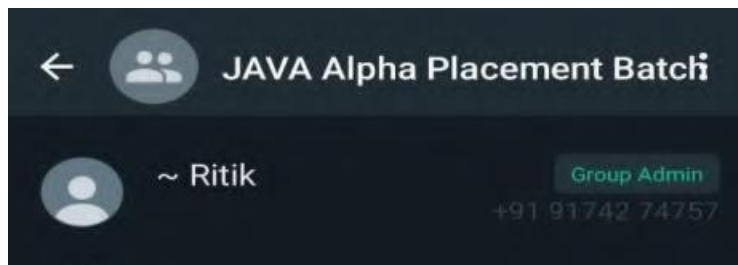 JAVA Alpha Placement Batch
~ Ritik
Group Admin
+91 91742 74757